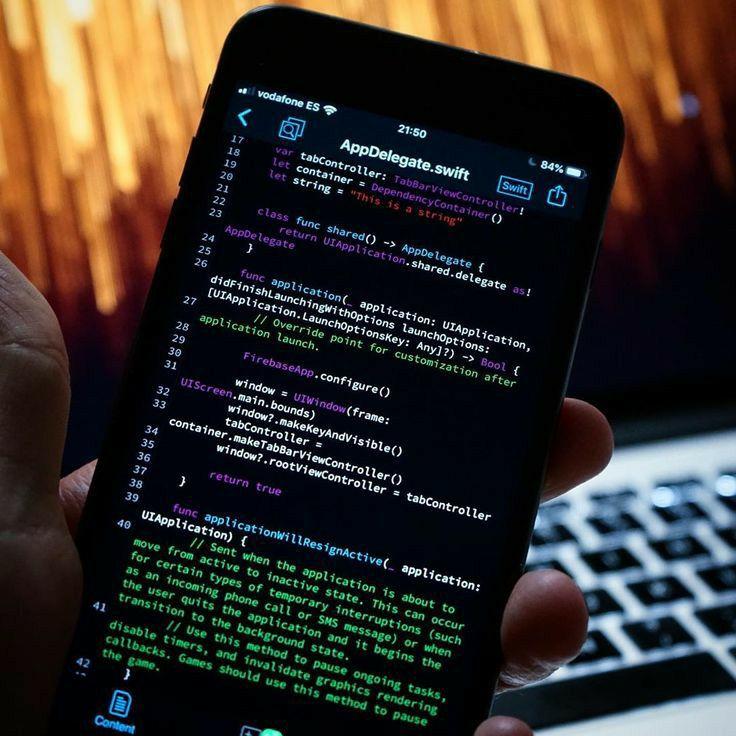 vodafone ES 21:50 84%
AppDelegate.swift
Swift
17
18 var tabController: TabBarViewController!
19 let container = DependencyContainer()
20 let string = "This is a string"
21
22 class func shared() -> AppDelegate {
23 return UIApplication.shared.delegate as!
AppDelegate
24 }
25
26 func application(_ application: UIApplication,
didFinishLaunchingWithOptions launchOptions:
[UIApplication.LaunchOptionsKey: Any]?) -> Bool {
27 // Override point for customization after
application launch.
28
29 FirebaseApp.configure()
30
31 window = UIWindow(frame:
UIScreen.main.bounds)
32 window?.makeKeyAndVisible()
33 tabController =
container.makeTabBarViewController()
34 window?.rootViewController = tabController
35
36 return true
37 }
38
39 func applicationWillResignActive(_ application:
UIApplication) {
40 // Sent when the application is about to
move from active to inactive state. This can occur
for certain types of temporary interruptions (such
as an incoming phone call or SMS message) or when
the user quits the application and it begins the
transition to the background state.
41 // Use this method to pause ongoing tasks,
disable timers, and invalidate graphics rendering
callbacks. Games should use this method to pause
the game.
42 }
Content